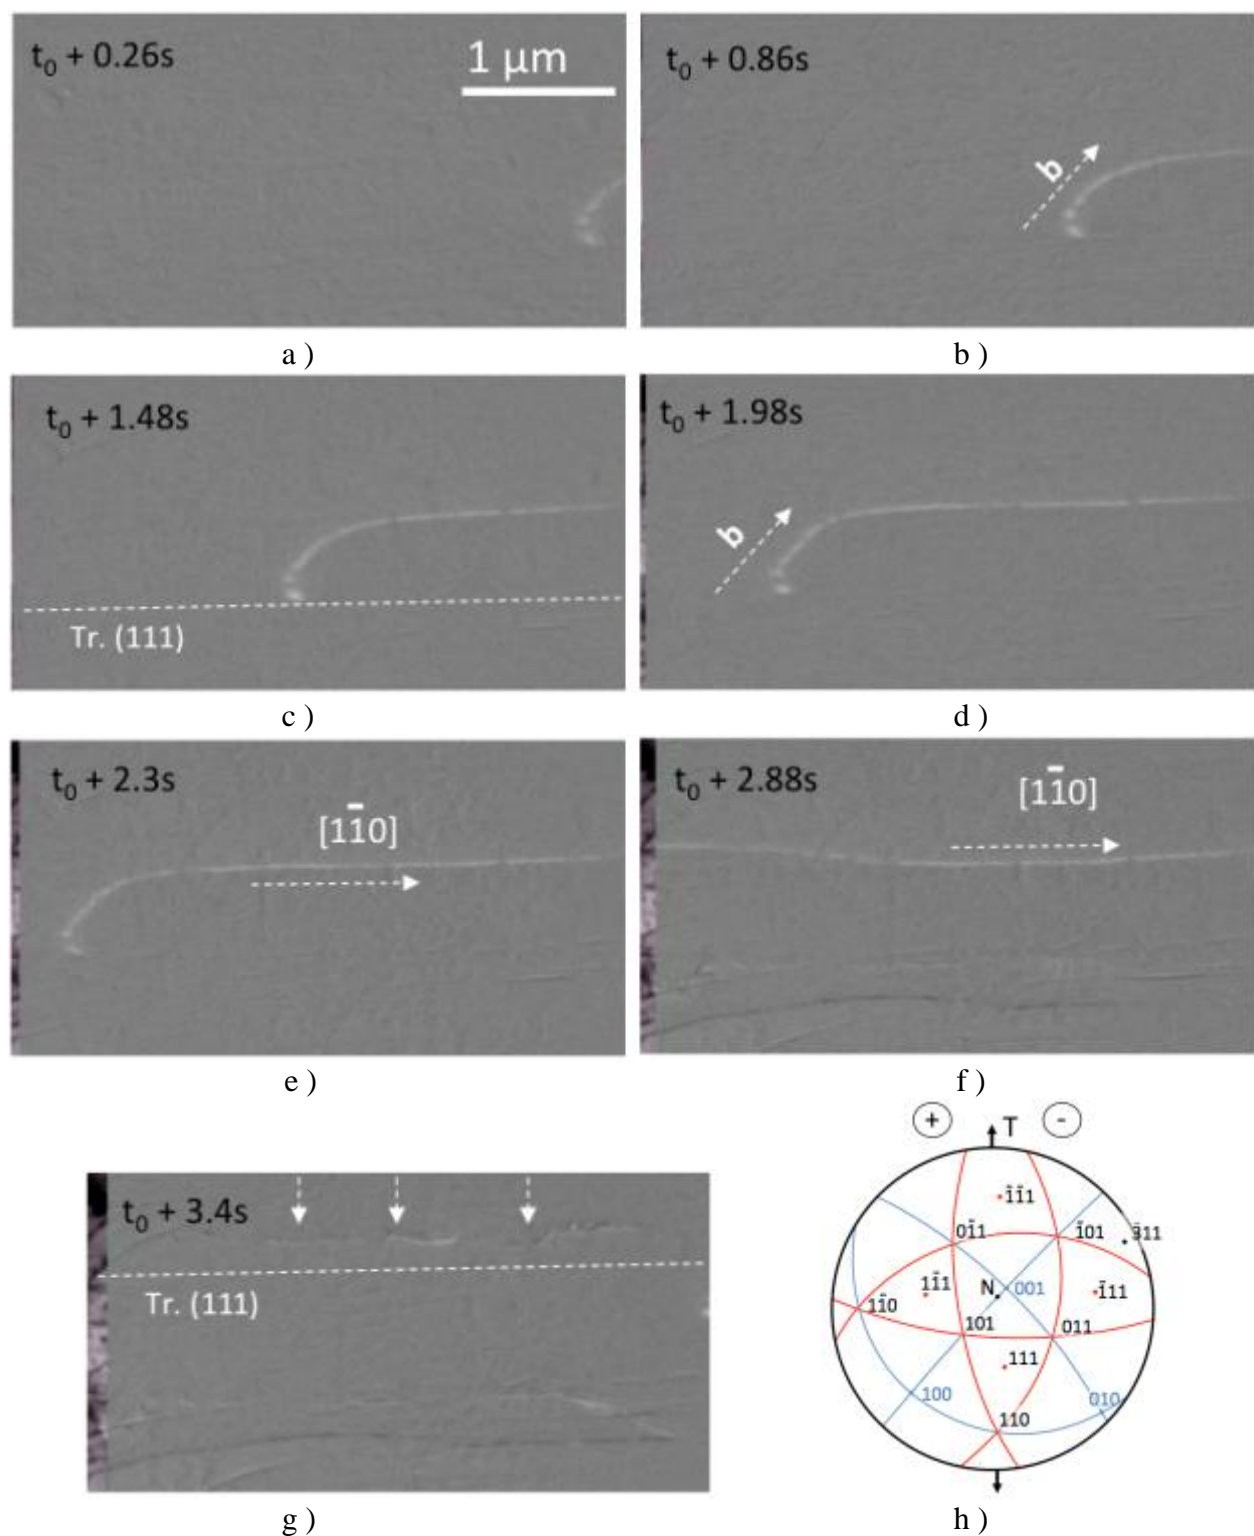 t₀ + 0.26s
1 µm
t₀ + 0.86s
b
a )
b )
t₀ + 1.48s
Tr. (111)
t₀ + 1.98s
b
c )
d )
t₀ + 2.3s
[11̄0]
t₀ + 2.88s
[11̄0]
e )
f )
t₀ + 3.4s
Tr. (111)
+
T
-
1̄1̄1
01̄1
1̄01
3̄11
11̄1
N
001
1̄11
11̄0
101
011
111
100
010
110
g )
h )